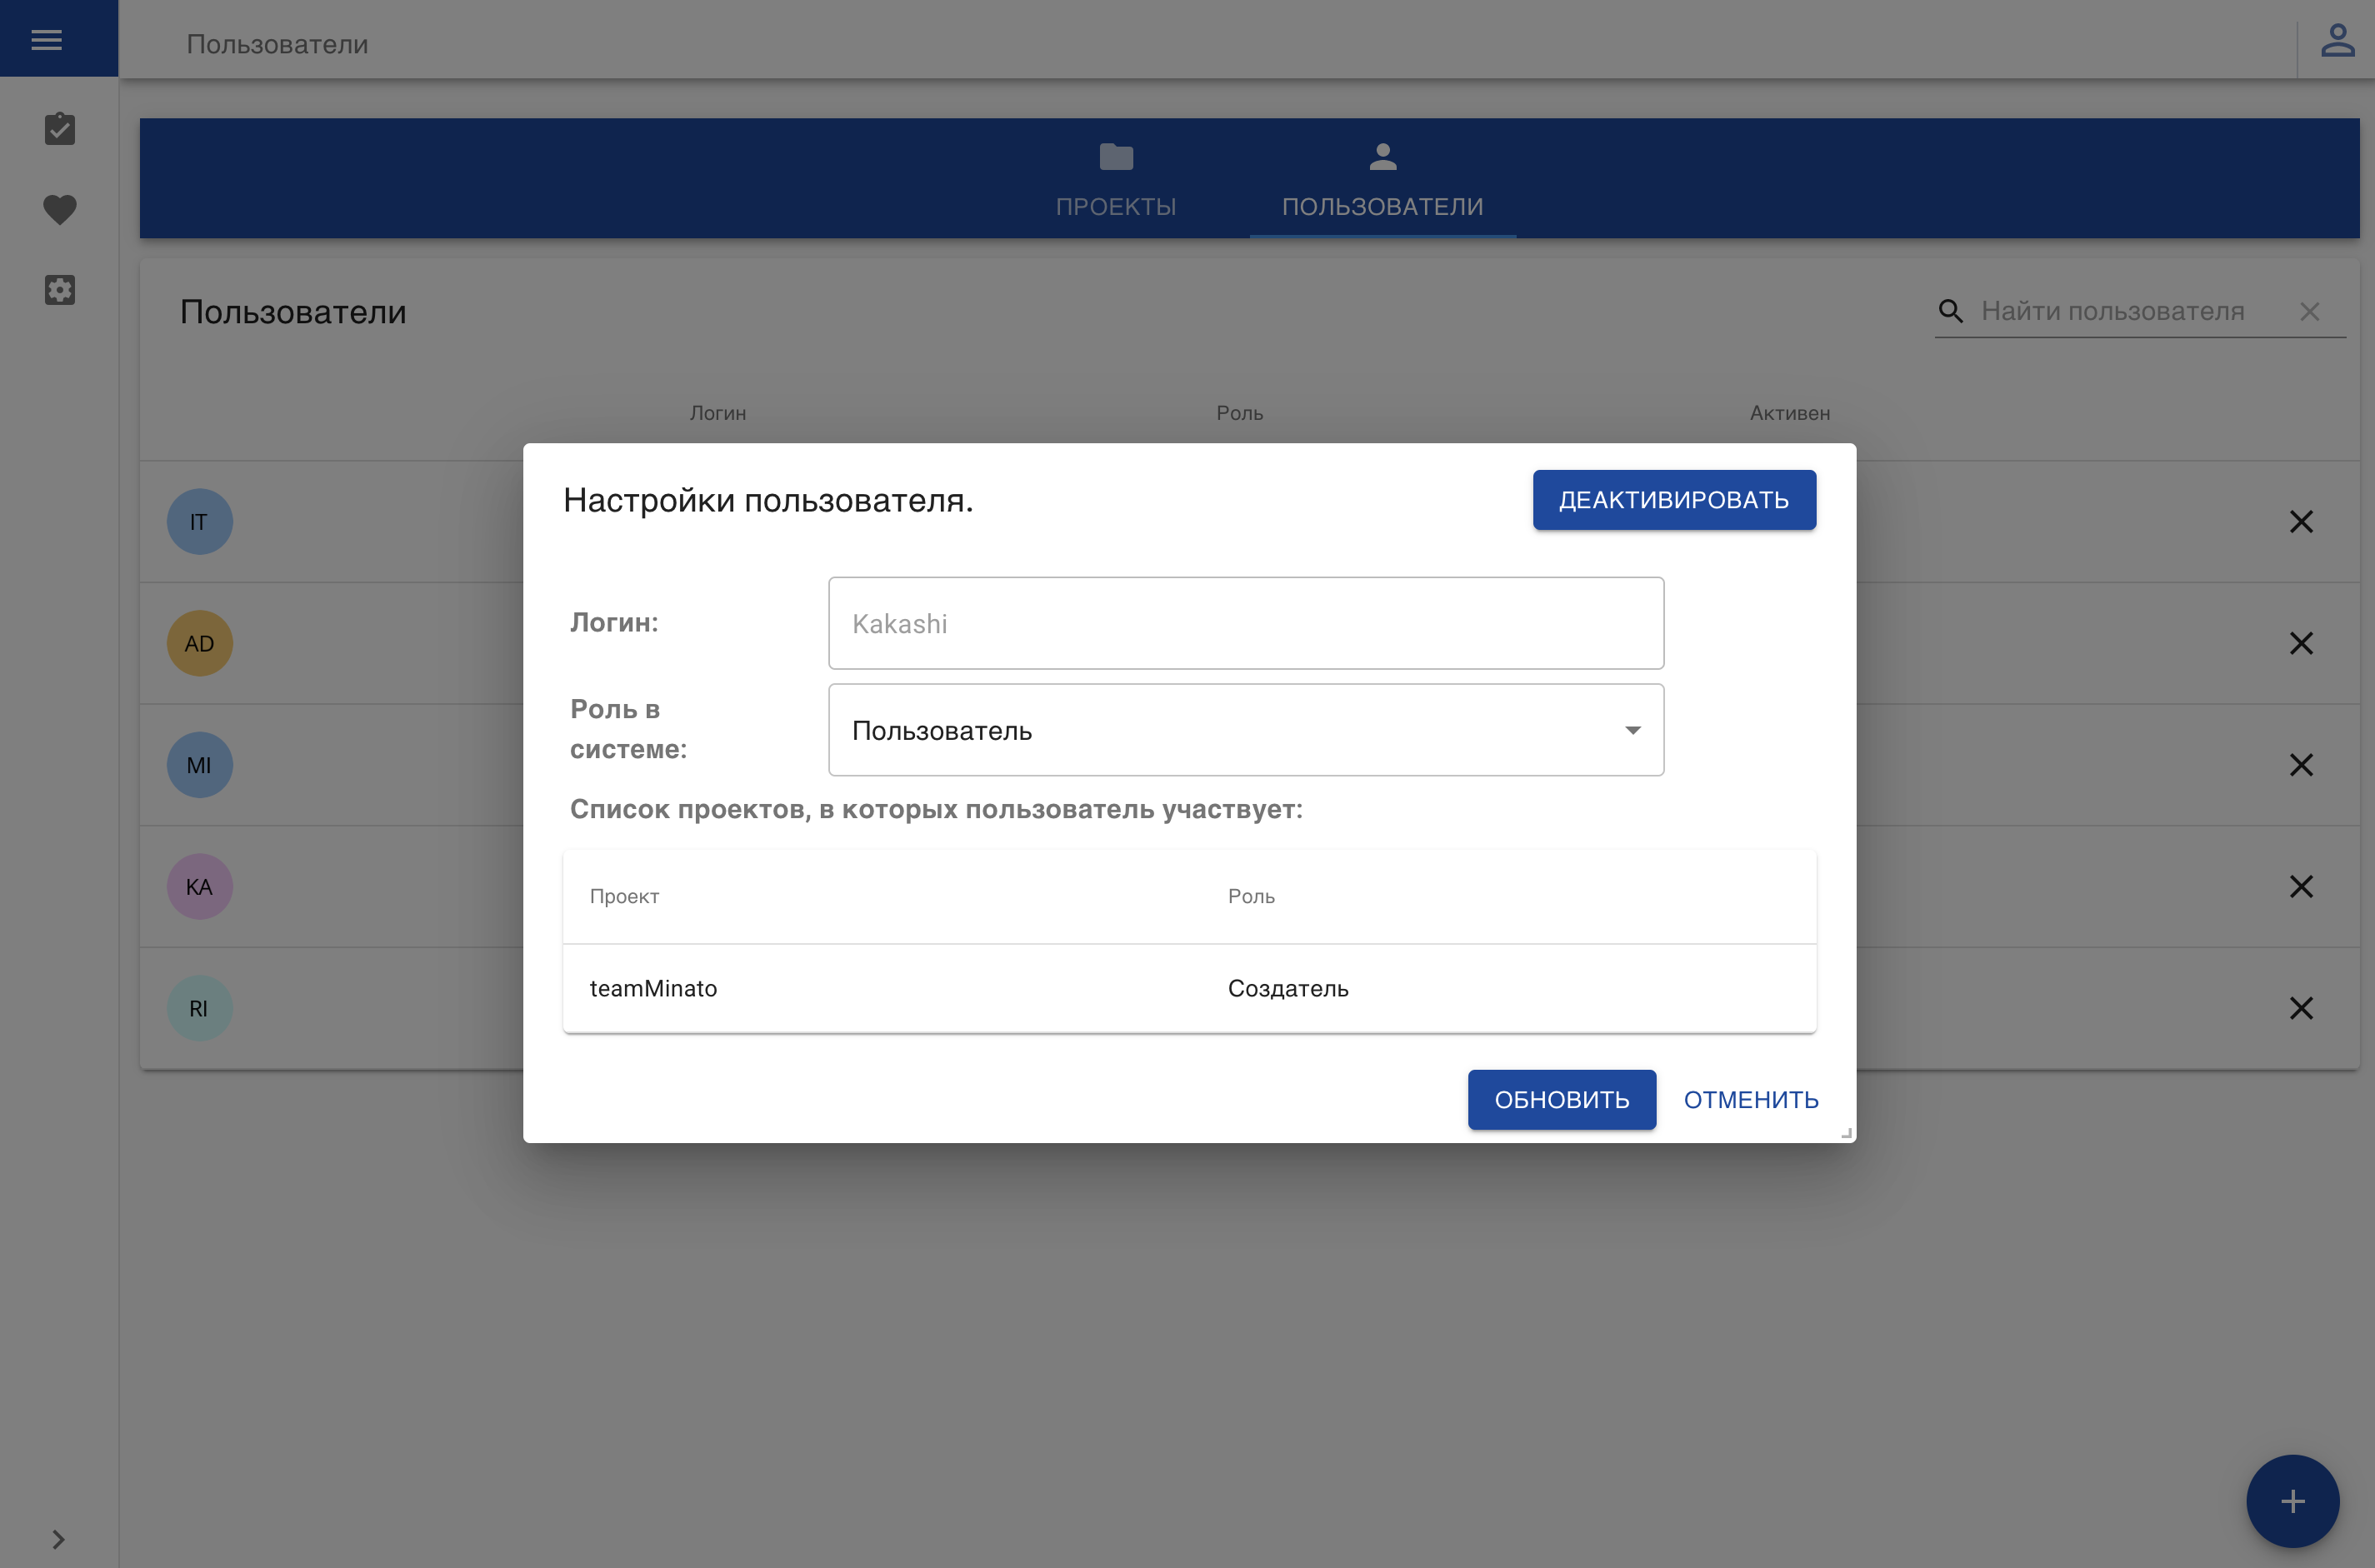 Пользователи
ПРОЕКТЫ
ПОЛЬЗОВАТЕЛИ
Пользователи
Найти пользователя
Логин
Роль
Активен
IT
AD
MI
KA
RI
Настройки пользователя.
ДЕАКТИВИРОВАТЬ
Логин:
Kakashi
Роль в
системе:
Пользователь
Список проектов, в которых пользователь участвует:
Проект
Роль
teamMinato
Создатель
ОБНОВИТЬ
ОТМЕНИТЬ